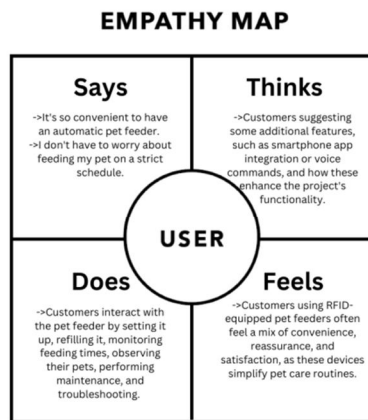 EMPATHY MAP
Says
->It's so convenient to have
an automatic pet feeder.
->I don't have to worry about
feeding my pet on a strict
schedule.
Thinks
->Customers suggesting
some additional features,
such as smartphone app
integration or voice
commands, and how these
enhance the project's
functionality.
USER
Does
->Customers interact with
the pet feeder by setting it
up, refilling it, monitoring
feeding times, observing
their pets, performing
maintenance, and
troubleshooting.
Feels
->Customers using RFID-
equipped pet feeders often
feel a mix of convenience,
reassurance, and
satisfaction, as these devices
simplify pet care routines.